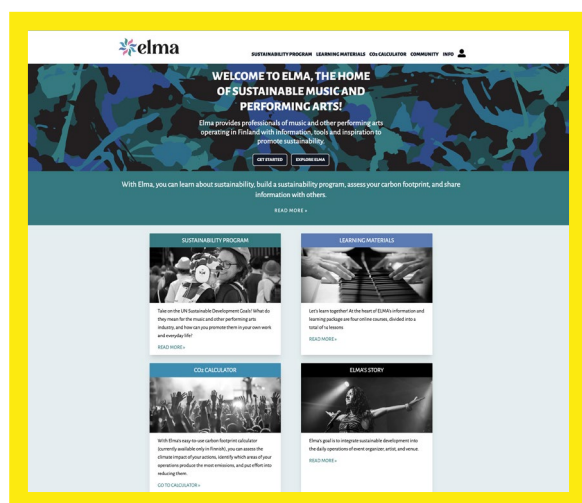 elma
SUSTAINABILITY PROGRAM LEARNING MATERIALS CO2 CALCULATOR COMMUNITY INFO
WELCOME TO ELMA, THE HOME
OF SUSTAINABLE MUSIC AND
PERFORMING ARTS!
Elma provides professionals of music and other performing arts
operating in Finland with information, tools and inspiration to
promote sustainability.
GET STARTED
EXPLORE ELMA
With Elma, you can learn about sustainability, build a sustainability program, assess your carbon footprint, and share
information with others.
READ MORE »
SUSTAINABILITY PROGRAM
Take on the UN Sustainable Development Goals! What do
they mean for the music and other performing arts
industry, and how can you promote them in your own work
and everyday life?
READ MORE »
LEARNING MATERIALS
Let's learn together! At the heart of ELMA's information and
learning package are four online courses, divided into a
total of 14 lessons
READ MORE »
CO2 CALCULATOR
With Elma's easy-to-use carbon footprint calculator
(currently available only in Finnish), you can assess the
climate impact of your actions, identify which areas of your
operations produce the most emissions, and put effort into
reducing them.
GO TO CALCULATOR »
ELMA'S STORY
Elma's goal is to integrate sustainable development into
the daily operations of event organizer, artist, and venue.
READ MORE »